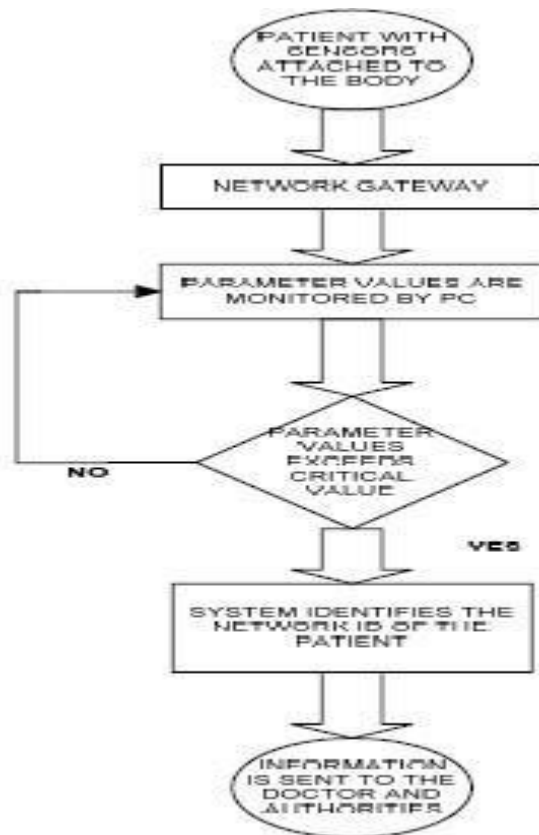 PATIENT WITH
SENSORS
ATTACHED TO
THE BODY
NETWORK GATEWAY
PARAMETER VALUES ARE
MONITORED BY PC
PARAMETER
VALUES
EXCEEDS
CRITICAL
VALUE
NO
YES
SYSTEM IDENTIFIES THE
NETWORK ID OF THE
PATIENT
INFORMATION
IS SENT TO THE
DOCTOR AND
AUTHORITIES